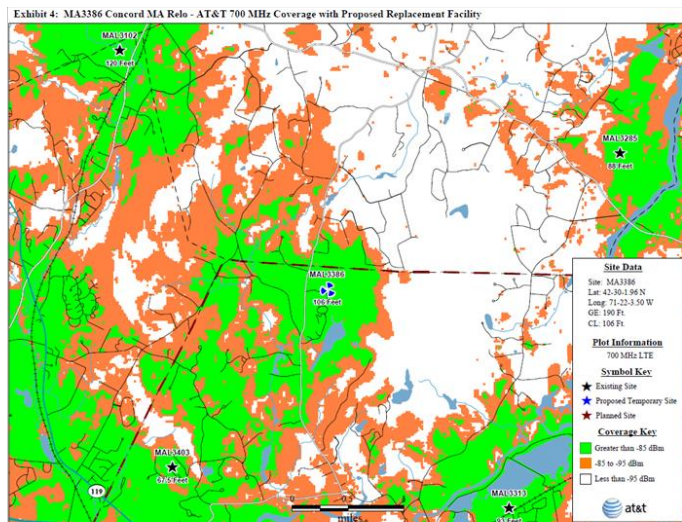 Exhibit 4: MA3386 Concord MA Relo - AT&T 700 MHz Coverage with Proposed Replacement Facility
MAL3102
120 Feet
MAL3285
88 Feet
MAL3386
106 Feet
MAL3403
67.5 Feet
119
MAL3313
93 Feet
0
0.5
miles
Site Data
Site: MA3386
Lat: 42-30-1.96 N
Long: 71-22-3.50 W
GE: 190 Ft.
CL: 106 Ft.
Plot Information
700 MHz LTE
Symbol Key
Existing Site
Proposed Temporary Site
Planned Site
Coverage Key
Greater than -85 dBm
-85 to -95 dBm
Less than -95 dBm
at&t